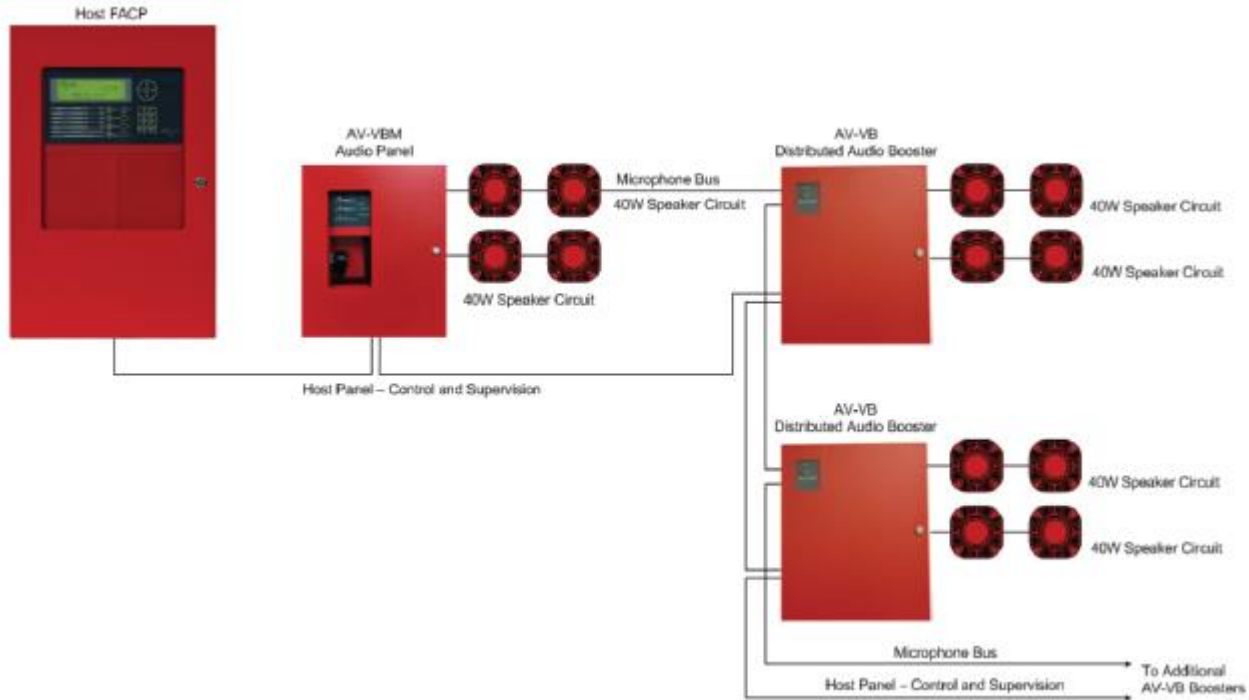 Host FACP
AV-VBM
Audio Panel
AV-VB
Distributed Audio Booster
Microphone Bus
40W Speaker Circuit
40W Speaker Circuit
40W Speaker Circuit
40W Speaker Circuit
Host Panel – Control and Supervision
AV-VB
Distributed Audio Booster
40W Speaker Circuit
40W Speaker Circuit
Microphone Bus
To Additional
AV-VB Boosters
Host Panel – Control and Supervision